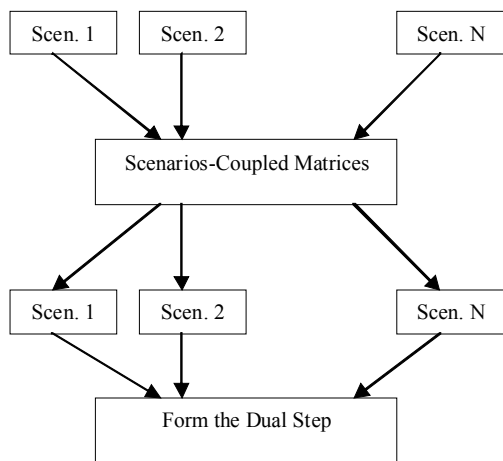 Scen. 1
Scen. 2
Scen. N
Scenarios-Coupled Matrices
Scen. 1
Scen. 2
Scen. N
Form the Dual Step